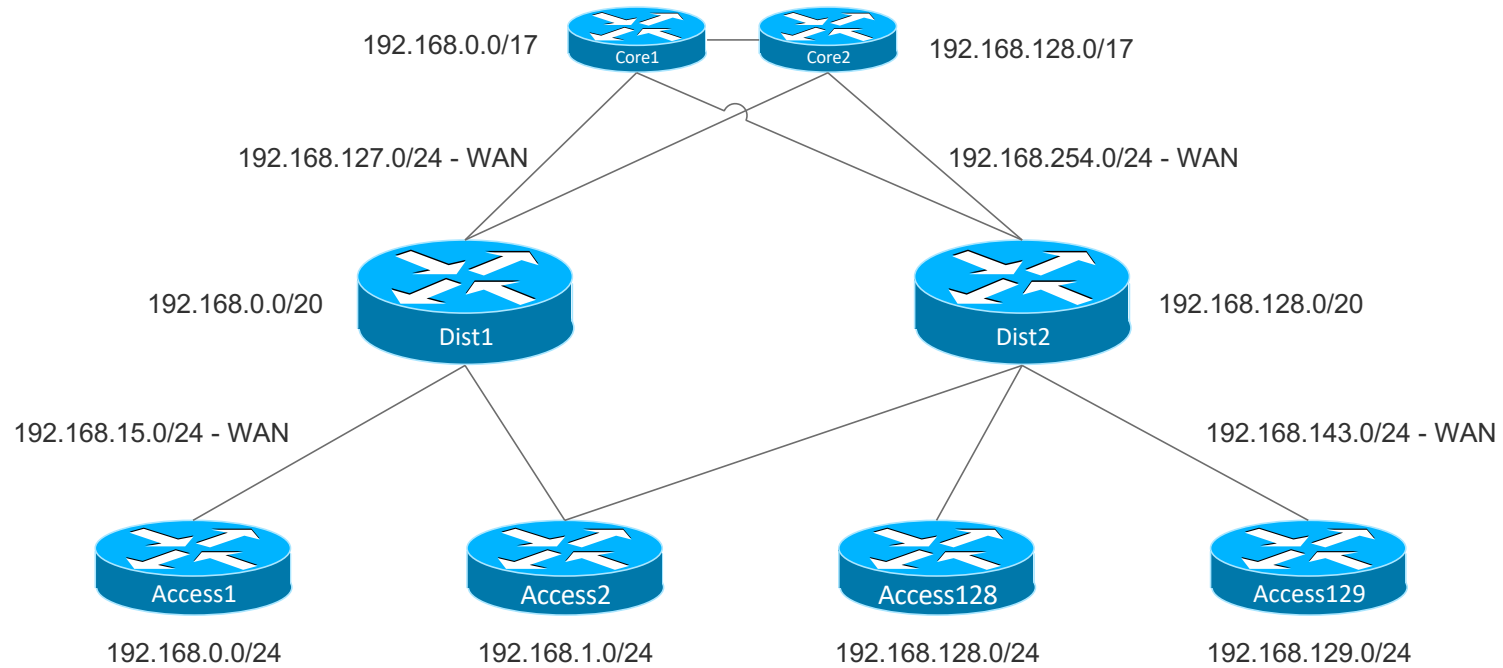 192.168.0.0/17
Core1
Core2
192.168.128.0/17
192.168.127.0/24 - WAN
192.168.254.0/24 - WAN
192.168.0.0/20
Dist1
Dist2
192.168.128.0/20
192.168.15.0/24 - WAN
192.168.143.0/24 - WAN
Access1
Access2
Access128
Access129
192.168.0.0/24
192.168.1.0/24
192.168.128.0/24
192.168.129.0/24